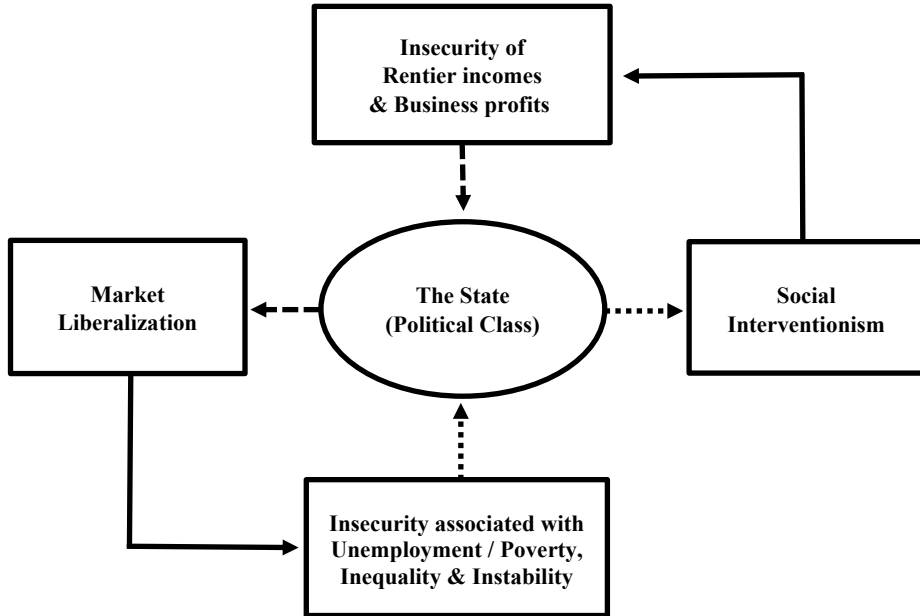 Insecurity of
Rentier incomes
& Business profits
Market
Liberalization
The State
(Political Class)
Social
Interventionism
Insecurity associated with
Unemployment / Poverty,
Inequality & Instability